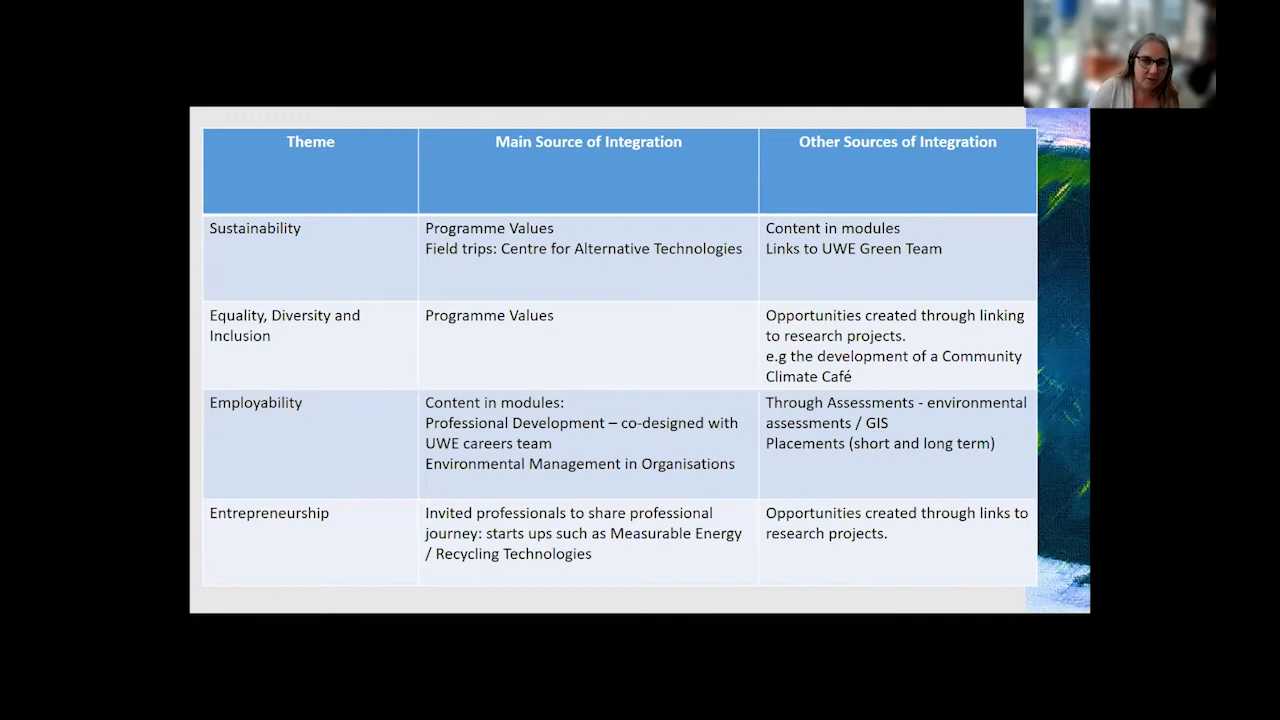 Theme
Main Source of Integration
Other Sources of Integration
Sustainability
Programme Values
Field trips: Centre for Alternative Technologies
Content in modules
Links to UWE Green Team
Equality, Diversity and
Inclusion
Programme Values
Opportunities created through linking
to research projects.
e.g the development of a Community
Climate Café
Employability
Content in modules:
Professional Development – co-designed with
UWE careers team
Environmental Management in Organisations
Through Assessments - environmental
assessments / GIS
Placements (short and long term)
Entrepreneurship
Invited professionals to share professional
journey: starts ups such as Measurable Energy
/ Recycling Technologies
Opportunities created through links to
research projects.